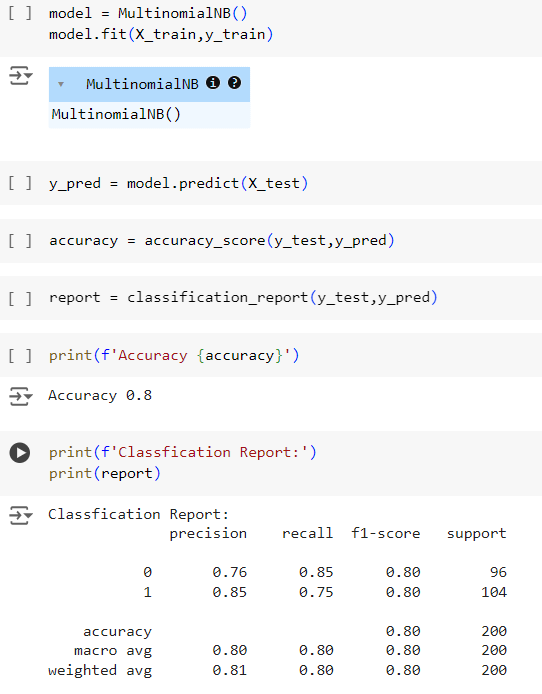 [ ] model = MultinomialNB()
model.fit(X_train,y_train)
MultinomialNB i ?
MultinomialNB()
[ ] y_pred = model.predict(X_test)
[ ] accuracy = accuracy_score(y_test,y_pred)
[ ] report = classification_report(y_test,y_pred)
[ ] print(f'Accuracy {accuracy}')
Accuracy 0.8
print(f'Classfication Report:')
print(report)
Classfication Report:
precision recall f1-score support
0 0.76 0.85 0.80 96
1 0.85 0.75 0.80 104
accuracy 0.80 200
macro avg 0.80 0.80 0.80 200
weighted avg 0.81 0.80 0.80 200